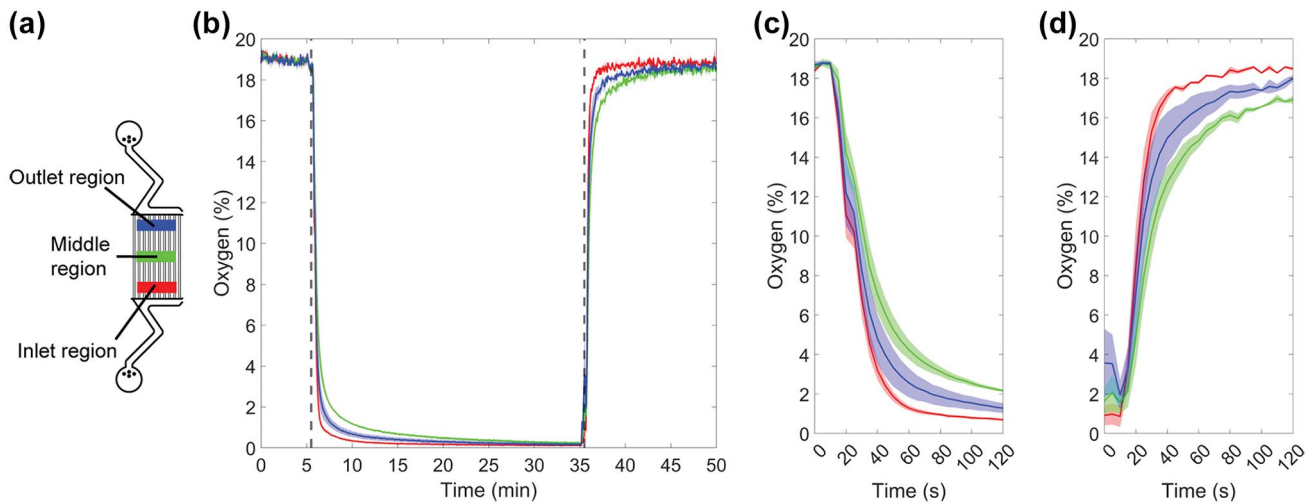 (a)
Outlet region
Middle
region
Inlet region
(b)
20
18
16
14
12
10
8
6
4
2
0
Oxygen (%)
0 5 10 15 20 25 30 35 40 45 50
Time (min)
(c)
20
18
16
14
12
10
8
6
4
2
0
Oxygen (%)
0 20 40 60 80 100 120
Time (s)
(d)
20
18
16
14
12
10
8
6
4
2
0
Oxygen (%)
0 20 40 60 80 100 120
Time (s)